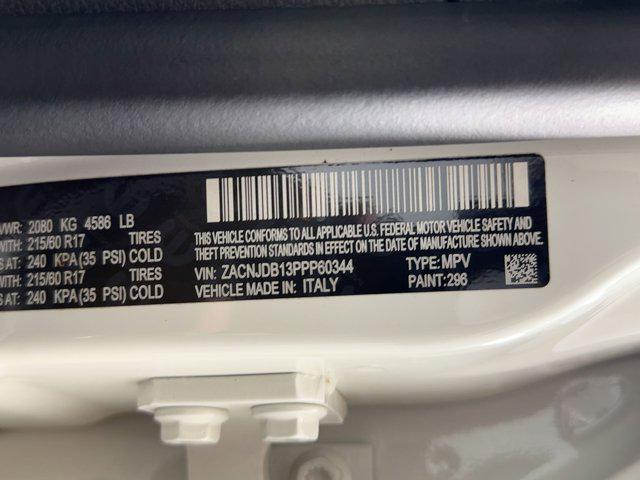 VWR: 2080 KG 4586 LB
WITH: 215/60 R17 TIRES
S AT: 240 KPA(35 PSI) COLD
WITH: 215/60 R17 TIRES
S AT: 240 KPA(35 PSI) COLD
THIS VEHICLE CONFORMS TO ALL APPLICABLE U.S. FEDERAL MOTOR VEHICLE SAFETY AND
THEFT PREVENTION STANDARDS IN EFFECT ON THE DATE OF MANUFACTURE SHOWN ABOVE.
VIN: ZACNJDB13PPP60344 TYPE: MPV
VEHICLE MADE IN: ITALY PAINT: 296